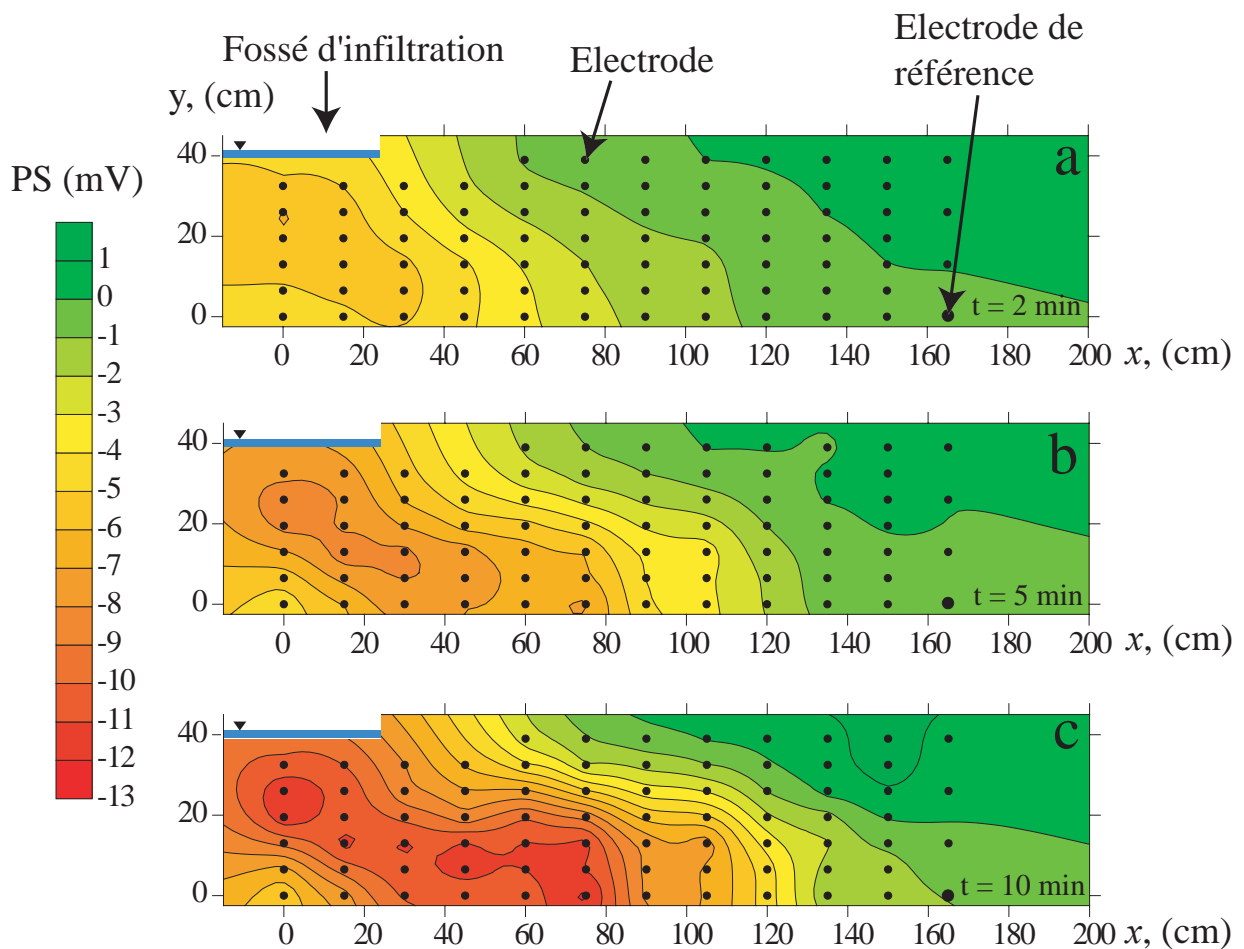 Fossé d'infiltration
Electrode
Electrode de
référence
y, (cm)
PS (mV)
1
0
-1
-2
-3
-4
-5
-6
-7
-8
-9
-10
-11
-12
-13
40
20
0
a
t = 2 min
0 20 40 60 80 100 120 140 160 200 x, (cm)
40
20
0
b
t = 5 min
0 20 40 60 80 100 120 140 160 200 x, (cm)
40
20
0
c
t = 10 min
0 20 40 60 80 100 120 140 160 200 x, (cm)